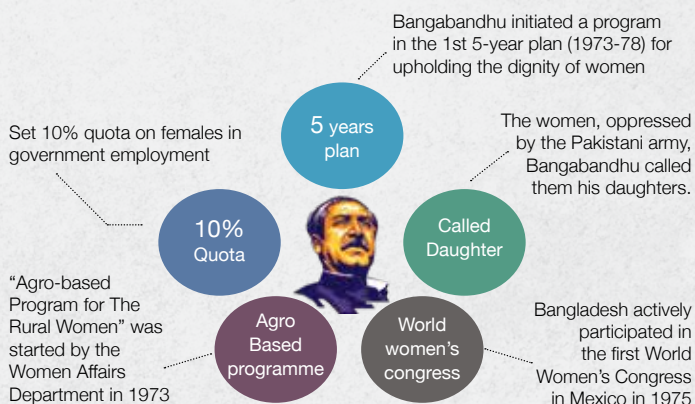 Bangabandhu initiated a program
in the 1st 5-year plan (1973-78) for
upholding the dignity of women
5 years
plan
Set 10% quota on females in
government employment
The women, oppressed
by the Pakistani army,
Bangabandhu called
them his daughters.
10%
Quota
Called
Daughter
"Agro-based
Program for The
Rural Women" was
started by the
Women Affairs
Department in 1973
Agro
Based
programme
World
women's
congress
Bangladesh actively
participated in
the first World
Women's Congress
in Mexico in 1975